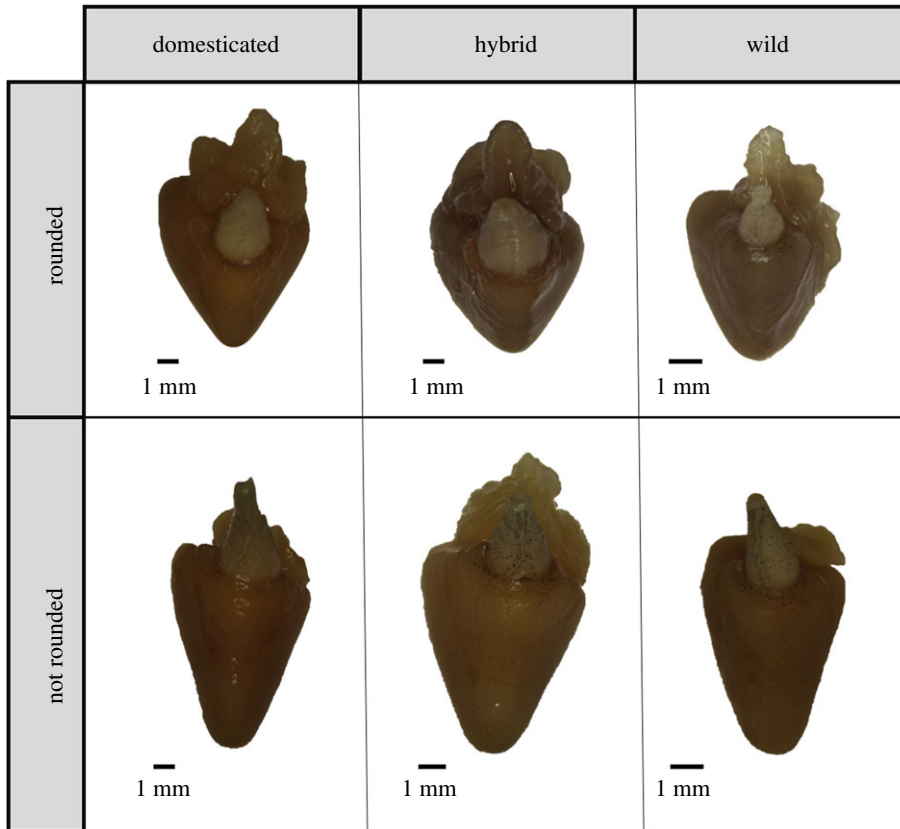 domesticated
hybrid
wild
rounded
1 mm
1 mm
1 mm
not rounded
1 mm
1 mm
1 mm